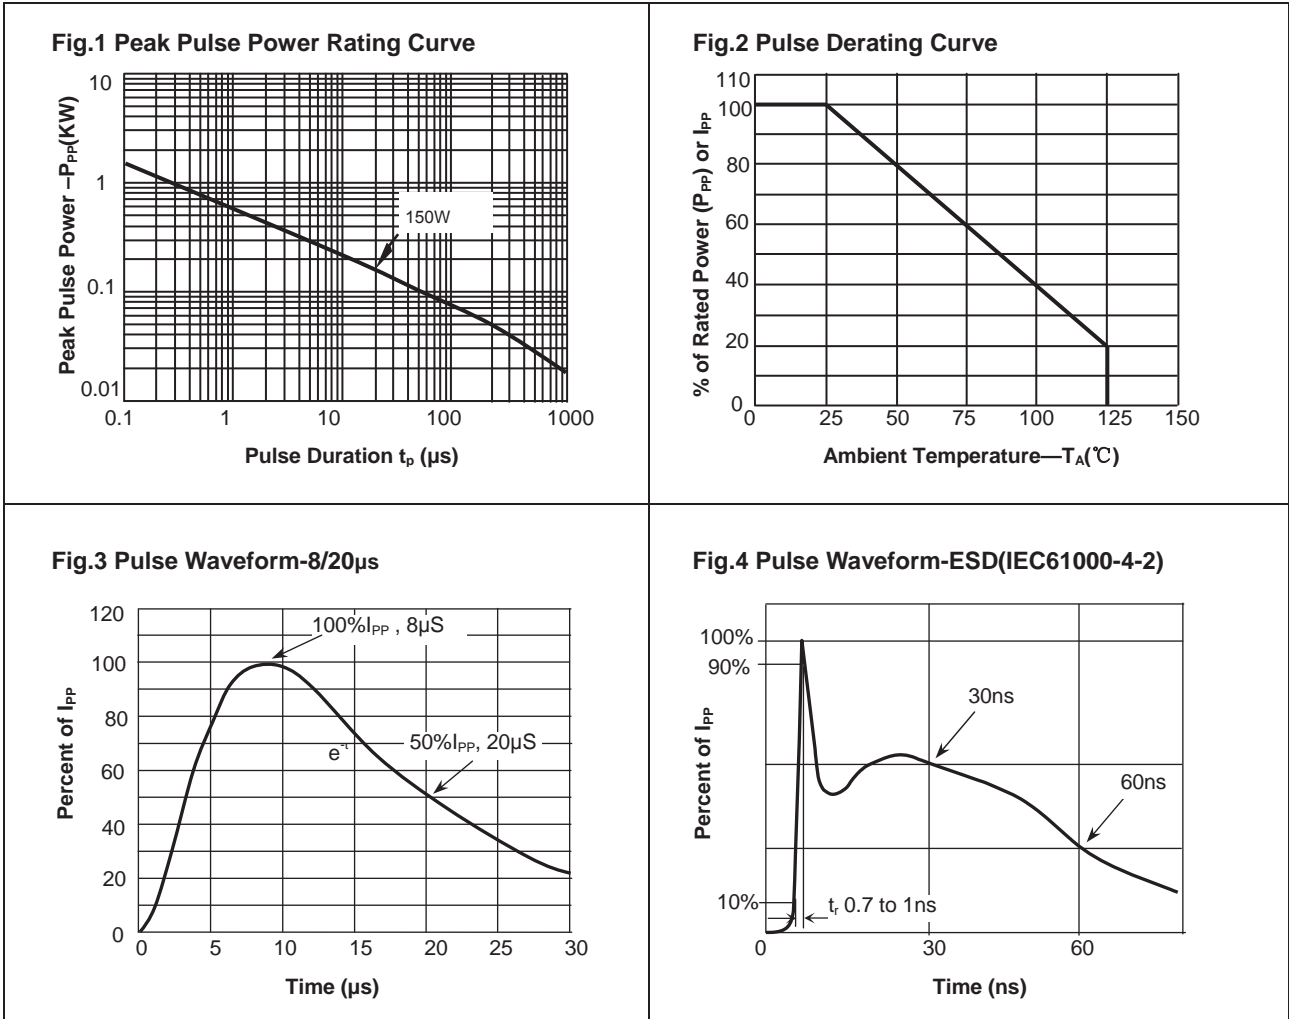 Fig.1 Peak Pulse Power Rating Curve
Peak Pulse Power –PPP(KW)
10
1
0.1
0.01
150W
0.1 1 10 100 1000
Pulse Duration tp (µs)
Fig.2 Pulse Derating Curve
% of Rated Power (PPP) or IPP
110
100
80
60
40
20
0
0 25 50 75 100 125 150
Ambient Temperature—TA(℃)
Fig.3 Pulse Waveform-8/20µs
Percent of IPP
120
100
80
60
40
20
0
100%IPP , 8µS
e-t
50%IPP, 20µS
0 5 10 15 20 25 30
Time (µs)
Fig.4 Pulse Waveform-ESD(IEC61000-4-2)
Percent of IPP
100%
90%
10%
30ns
60ns
tr 0.7 to 1ns
0 30 60
Time (ns)